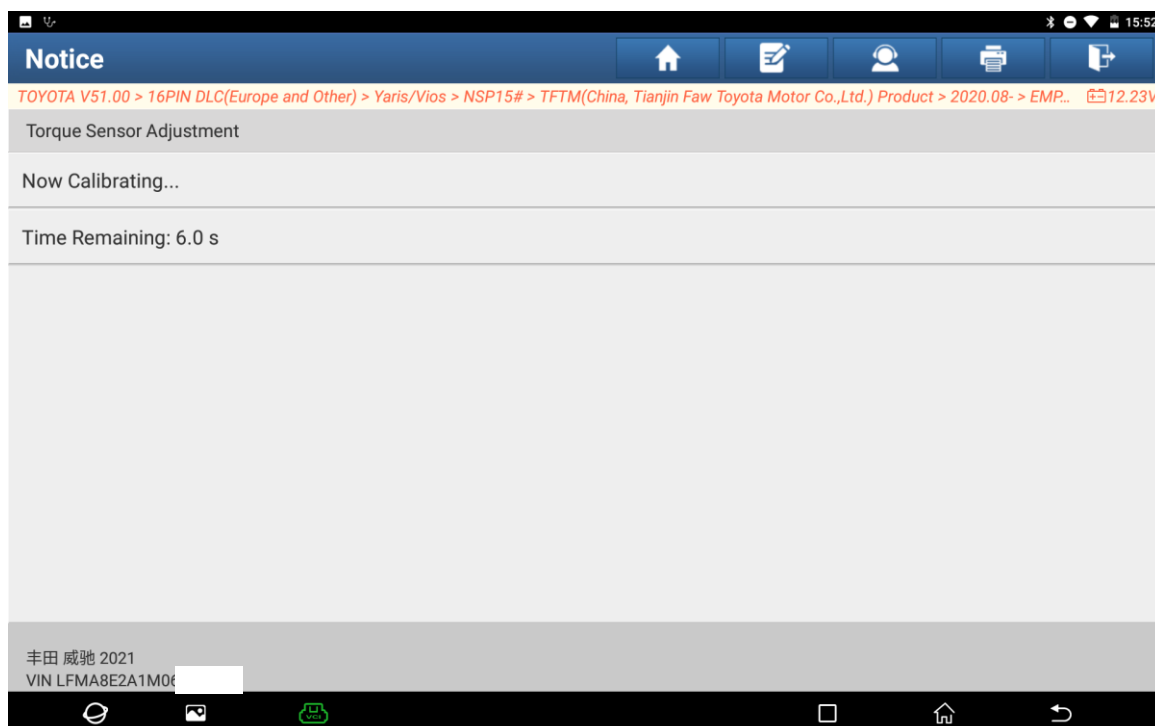 15:52
Notice
TOYOTA V51.00 > 16PIN DLC(Europe and Other) > Yaris/Vios > NSP15# > TFTM(China, Tianjin Faw Toyota Motor Co.,Ltd.) Product > 2020.08- > EMP... 12.23V
Torque Sensor Adjustment
Now Calibrating...
Time Remaining: 6.0 s
丰田 威驰 2021
VIN LFMA8E2A1M06
VCI